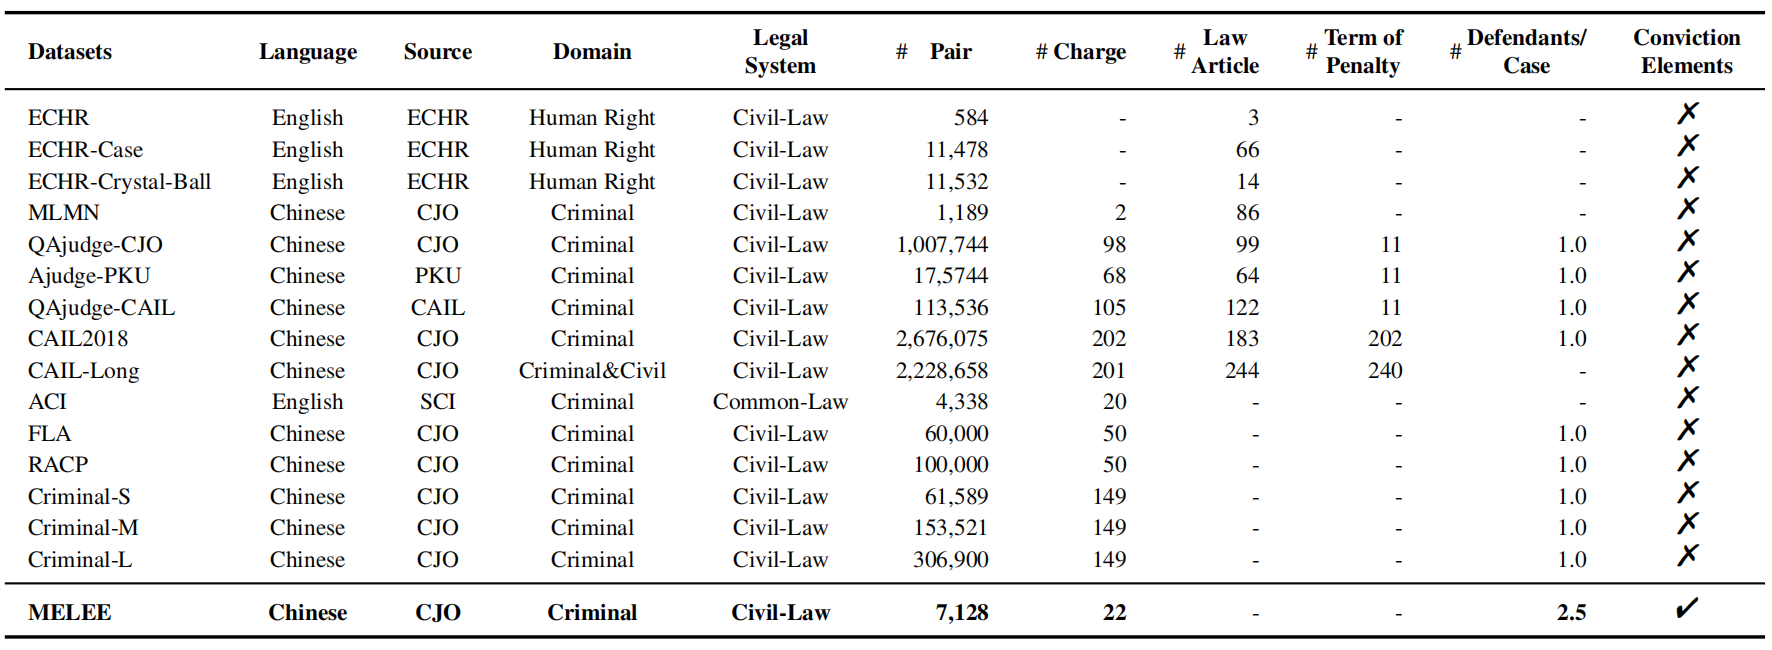 Datasets Language Source Domain Legal System # Pair # Charge # Law Article # Term of Penalty # Defendants/ Case Conviction Elements
ECHR English ECHR Human Right Civil-Law 584 - 3 - - ✗
ECHR-Case English ECHR Human Right Civil-Law 11,478 - 66 - - ✗
ECHR-Crystal-Ball English ECHR Human Right Civil-Law 11,532 - 14 - - ✗
MLMN Chinese CJO Criminal Civil-Law 1,189 2 86 - - ✗
QAjudge-CJO Chinese CJO Criminal Civil-Law 1,007,744 98 99 11 1.0 ✗
Ajudge-PKU Chinese PKU Criminal Civil-Law 17,5744 68 64 11 1.0 ✗
QAjudge-CAIL Chinese CAIL Criminal Civil-Law 113,536 105 122 11 1.0 ✗
CAIL2018 Chinese CJO Criminal Civil-Law 2,676,075 202 183 202 1.0 ✗
CAIL-Long Chinese CJO Criminal&Civil Civil-Law 2,228,658 201 244 240 - ✗
ACI English SCI Criminal Common-Law 4,338 20 - - - ✗
FLA Chinese CJO Criminal Civil-Law 60,000 50 - - 1.0 ✗
RACP Chinese CJO Criminal Civil-Law 100,000 50 - - 1.0 ✗
Criminal-S Chinese CJO Criminal Civil-Law 61,589 149 - - 1.0 ✗
Criminal-M Chinese CJO Criminal Civil-Law 153,521 149 - - 1.0 ✗
Criminal-L Chinese CJO Criminal Civil-Law 306,900 149 - - 1.0 ✗
MELEE Chinese CJO Criminal Civil-Law 7,128 22 - - 2.5 ✓